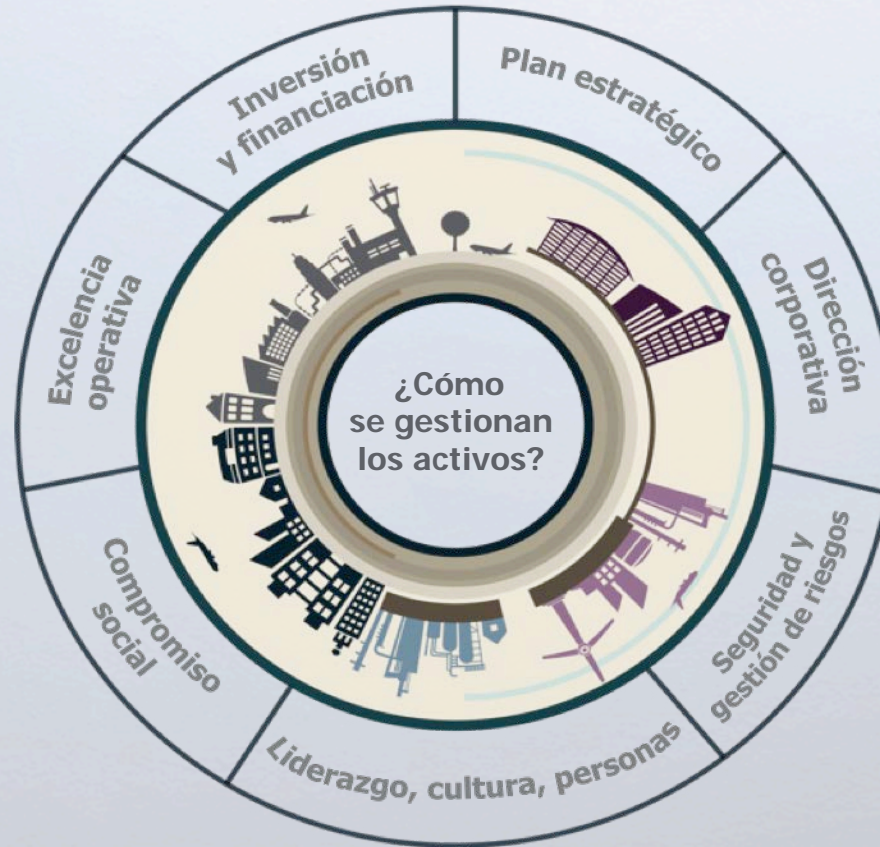 ¿Cómo
se gestionan
los activos?
Plan estratégico
Dirección
corporativa
Seguridad y
gestión de riesgos
Liderazgo, cultura, personas
Compromiso
social
Excelencia
operativa
Inversión
y financiación